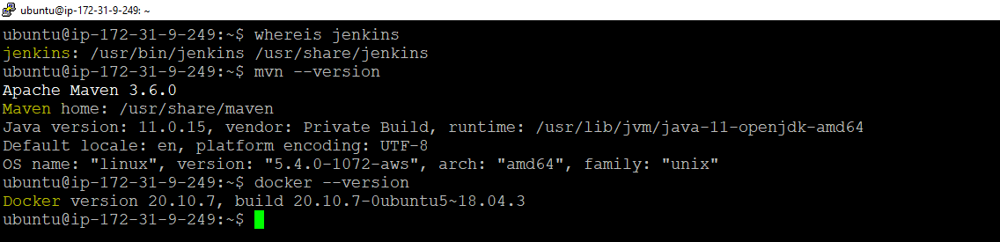 ubuntu@ip-172-31-9-249: ~
ubuntu@ip-172-31-9-249:~$ whereis jenkins
jenkins: /usr/bin/jenkins /usr/share/jenkins
ubuntu@ip-172-31-9-249:~$ mvn --version
Apache Maven 3.6.0
Maven home: /usr/share/maven
Java version: 11.0.15, vendor: Private Build, runtime: /usr/lib/jvm/java-11-openjdk-amd64
Default locale: en, platform encoding: UTF-8
OS name: "linux", version: "5.4.0-1072-aws", arch: "amd64", family: "unix"
ubuntu@ip-172-31-9-249:~$ docker --version
Docker version 20.10.7, build 20.10.7-0ubuntu5~18.04.3
ubuntu@ip-172-31-9-249:~$